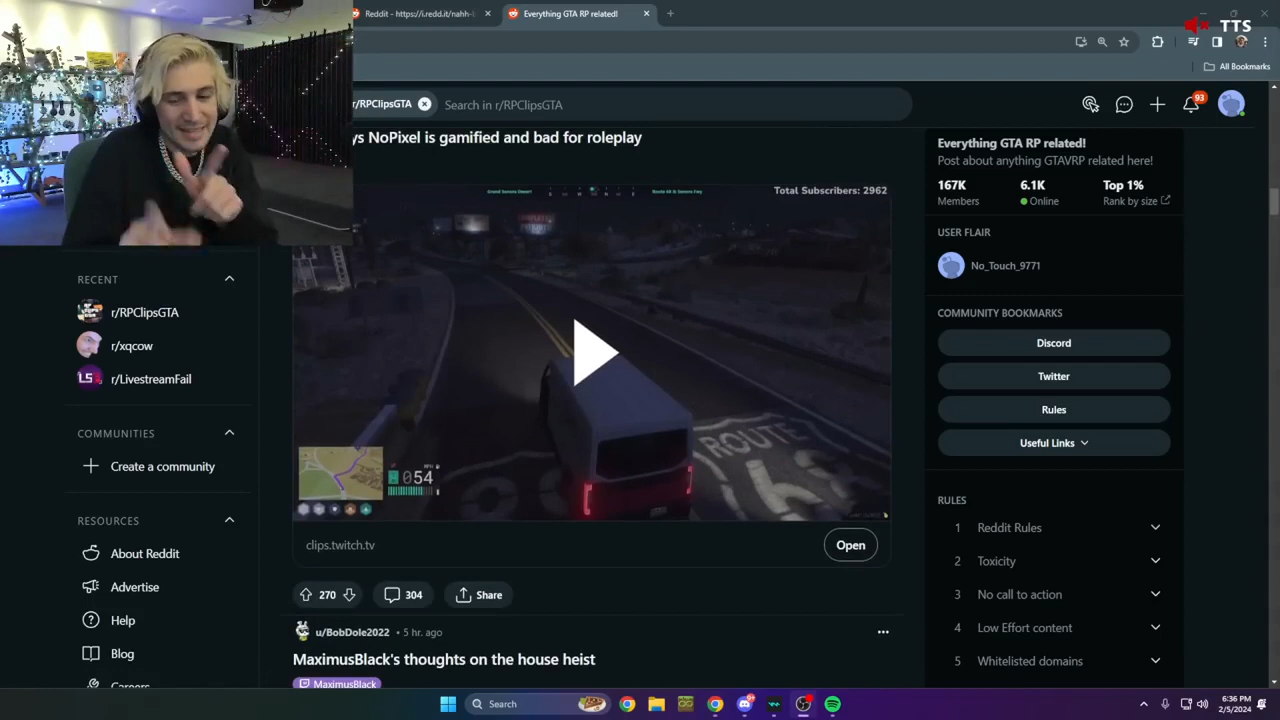 Reddit - https://i.redd.it/nahh-
Everything GTA RP related!
TTS
All Bookmarks
r/RPClipsGTA
Search in r/RPClipsGTA
93
ys NoPixel is gamified and bad for roleplay
Everything GTA RP related!
Post about anything GTAVRP related here!
167K
Members
6.1K
Online
Top 1%
Rank by size
USER FLAIR
No_Touch_9771
COMMUNITY BOOKMARKS
Discord
Twitter
Rules
Useful Links
RULES
1 Reddit Rules
2 Toxicity
3 No call to action
4 Low Effort content
5 Whitelisted domains
RECENT
r/RPClipsGTA
r/xqcow
r/LivestreamFail
COMMUNITIES
Create a community
RESOURCES
About Reddit
Advertise
Help
Blog
Careers
Grand Senora Desert
Total Subscribers: 2962
054
MPH
ROUTE
clips.twitch.tv
Open
270
304
Share
u/BobDole2022 • 5 hr. ago
MaximusBlack's thoughts on the house heist
MaximusBlack
Search
6:36 PM
2/5/2024